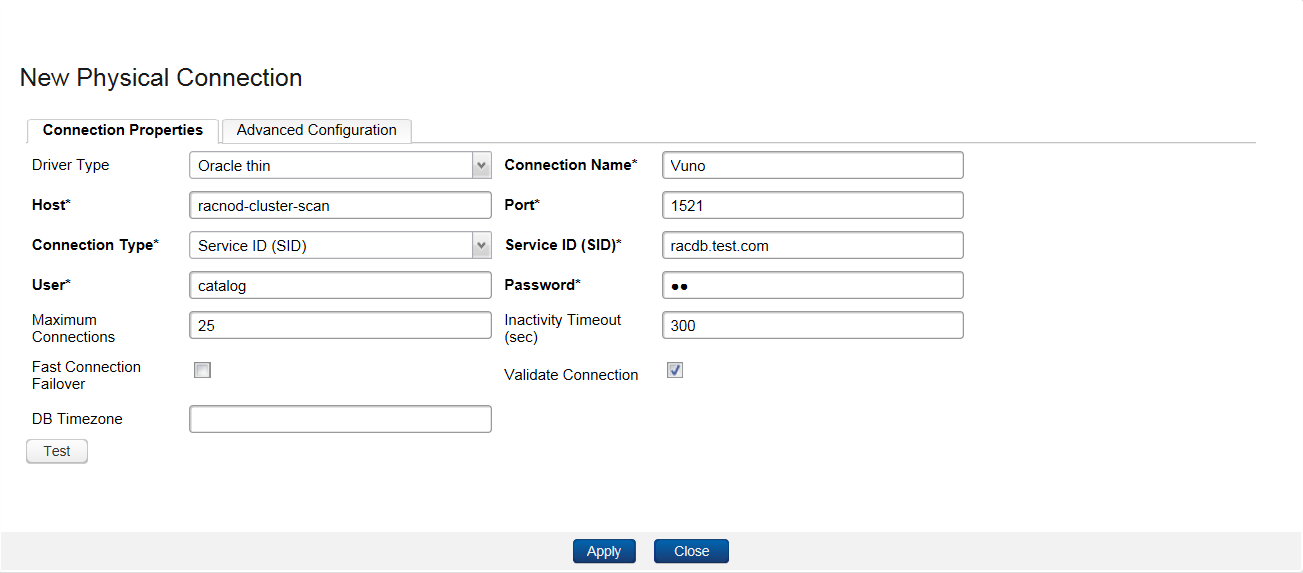 New Physical Connection
Connection Properties Advanced Configuration
Driver Type Oracle thin Connection Name* Vuno
Host* racnod-cluster-scan Port* 1521
Connection Type* Service ID (SID) Service ID (SID)* racdb.test.com
User* catalog Password* ●●
Maximum Connections 25 Inactivity Timeout (sec) 300
Fast Connection Failover Validate Connection
DB Timezone
Test
Apply Close